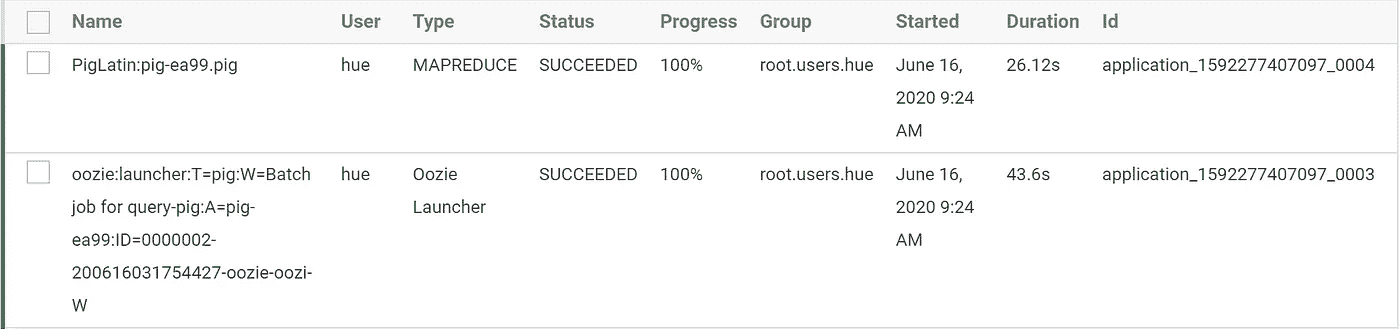 Name User Type Status Progress Group Started Duration Id
PigLatin:pig-ea99.pig hue MAPREDUCE SUCCEEDED 100% root.users.hue June 16, 26.12s application_1592277407097_0004
2020 9:24
AM
oozie:launcher:T=pig:W=Batch hue Oozie SUCCEEDED 100% root.users.hue June 16, 43.6s application_1592277407097_0003
job for query-pig:A=pig- Launcher 2020 9:24
ea99:ID=0000002- AM
200616031754427-oozie-oozi-
W